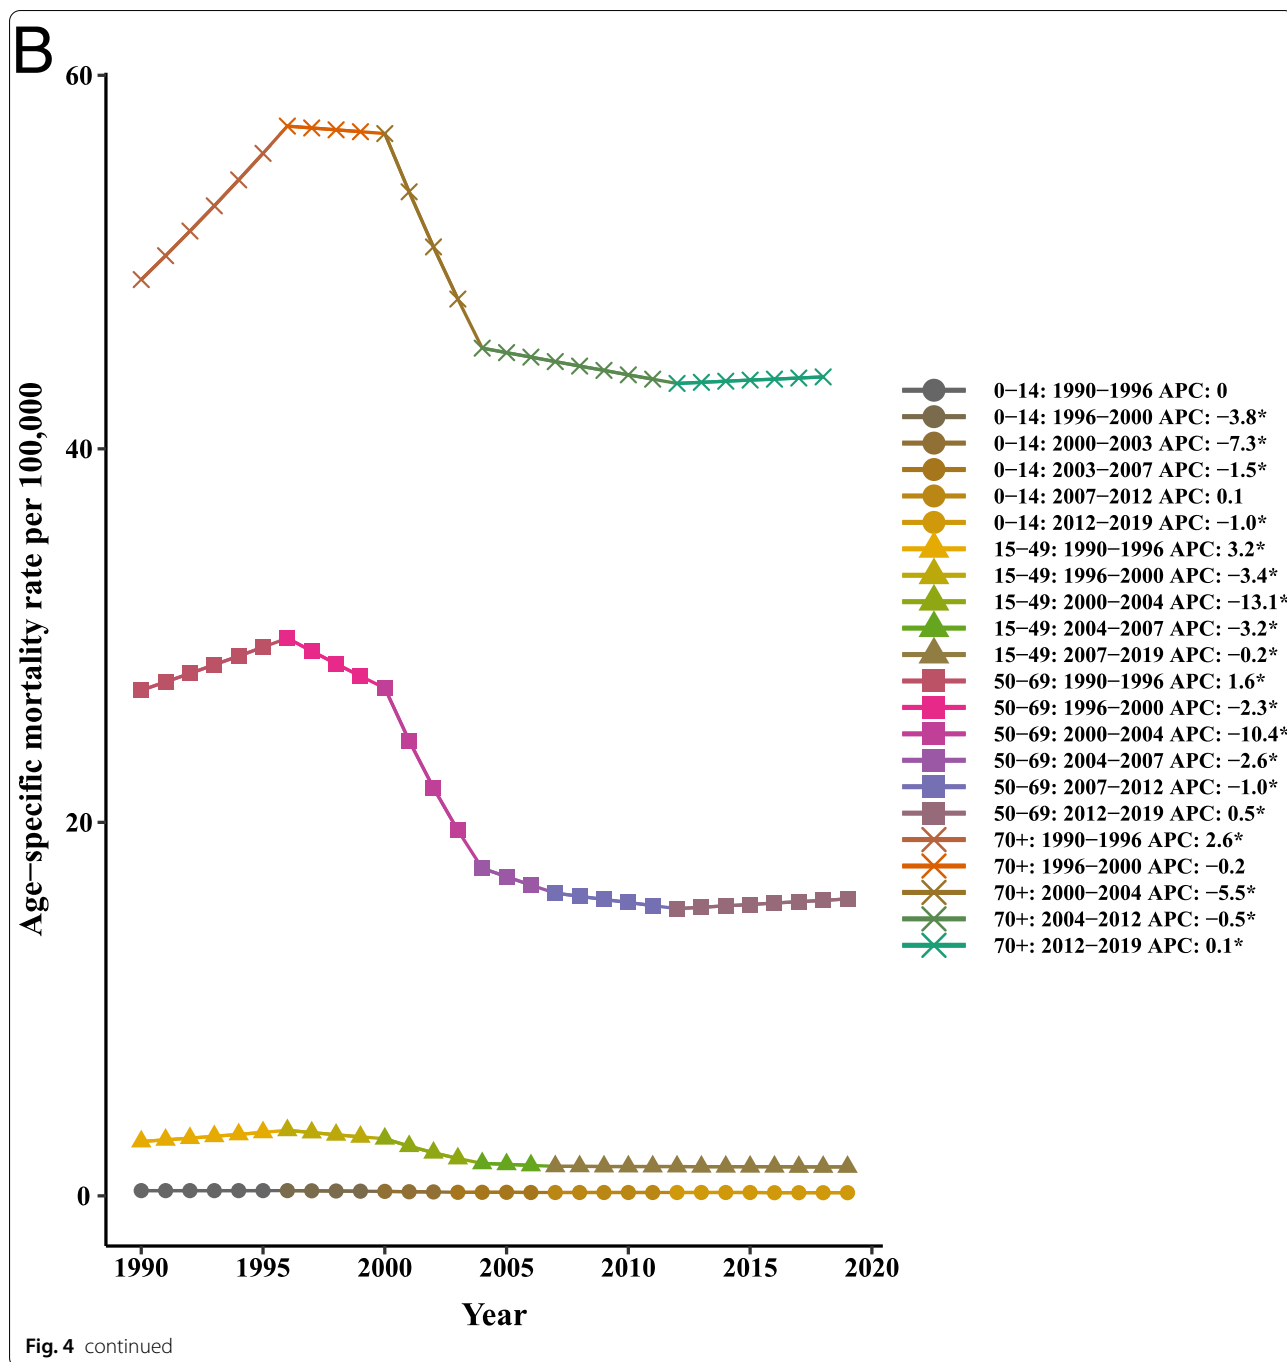 B
Age−specific mortality rate per 100,000
60
40
20
0
1990 1995 2000 2005 2010 2015 2020
Year
0−14: 1990−1996 APC: 0
0−14: 1996−2000 APC: −3.8*
0−14: 2000−2003 APC: −7.3*
0−14: 2003−2007 APC: −1.5*
0−14: 2007−2012 APC: 0.1
0−14: 2012−2019 APC: −1.0*
15−49: 1990−1996 APC: 3.2*
15−49: 1996−2000 APC: −3.4*
15−49: 2000−2004 APC: −13.1*
15−49: 2004−2007 APC: −3.2*
15−49: 2007−2019 APC: −0.2*
50−69: 1990−1996 APC: 1.6*
50−69: 1996−2000 APC: −2.3*
50−69: 2000−2004 APC: −10.4*
50−69: 2004−2007 APC: −2.6*
50−69: 2007−2012 APC: −1.0*
50−69: 2012−2019 APC: 0.5*
70+: 1990−1996 APC: 2.6*
70+: 1996−2000 APC: −0.2
70+: 2000−2004 APC: −5.5*
70+: 2004−2012 APC: −0.5*
70+: 2012−2019 APC: 0.1*
Fig. 4 continued